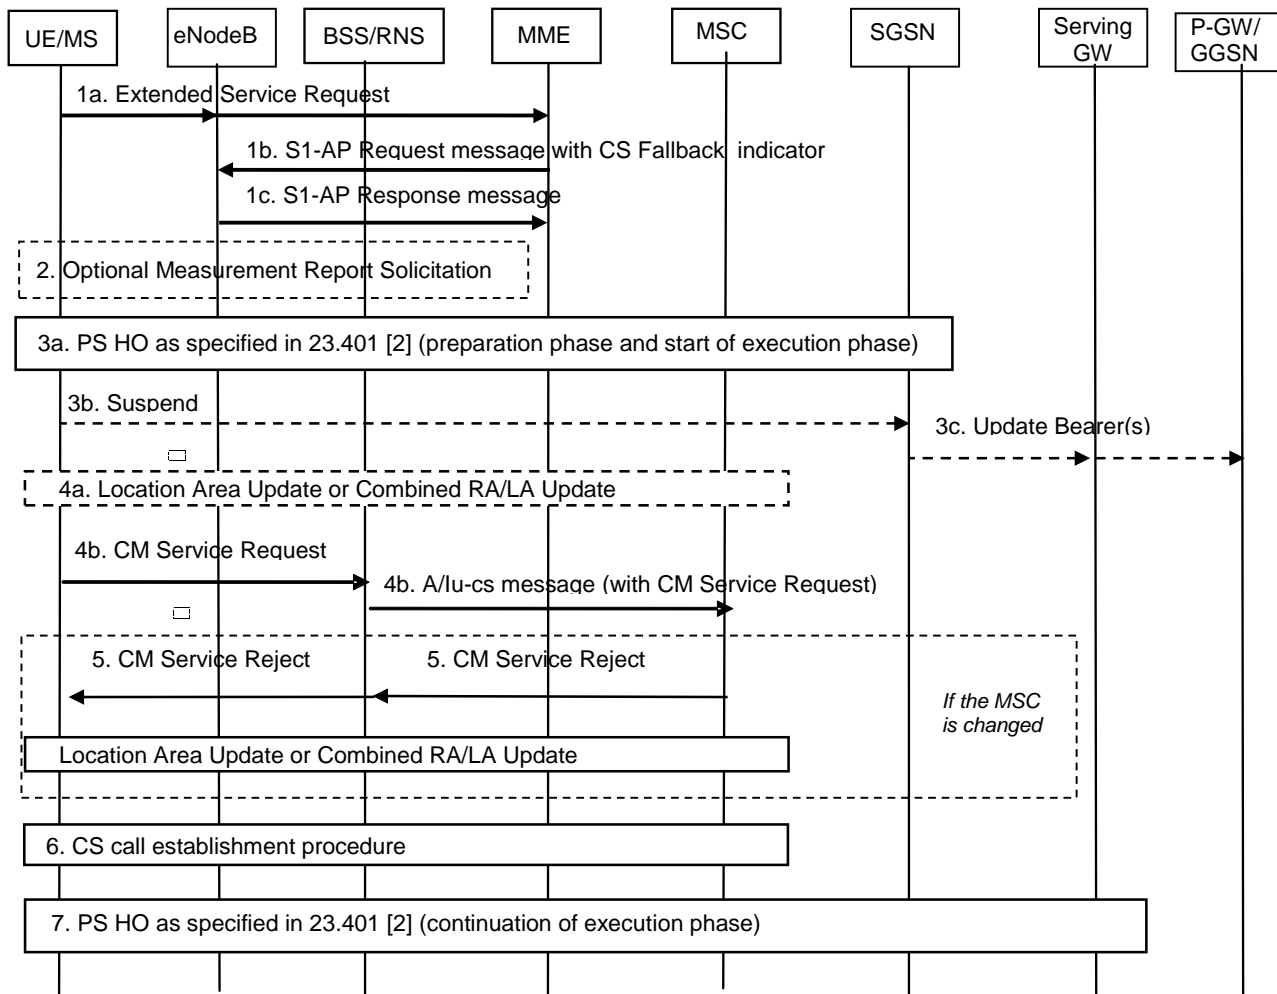 UE/MS
eNodeB
BSS/RNS
MME
MSC
SGSN
Serving
GW
P-GW/
GGSN
1a. Extended Service Request
1b. S1-AP Request message with CS Fallback indicator
1c. S1-AP Response message
2. Optional Measurement Report Solicitation
3a. PS HO as specified in 23.401 [2] (preparation phase and start of execution phase)
3b. Suspend
3c. Update Bearer(s)
4a. Location Area Update or Combined RA/LA Update
4b. CM Service Request
4b. A/Iu-cs message (with CM Service Request)
5. CM Service Reject
5. CM Service Reject
If the MSC
is changed
Location Area Update or Combined RA/LA Update
6. CS call establishment procedure
7. PS HO as specified in 23.401 [2] (continuation of execution phase)